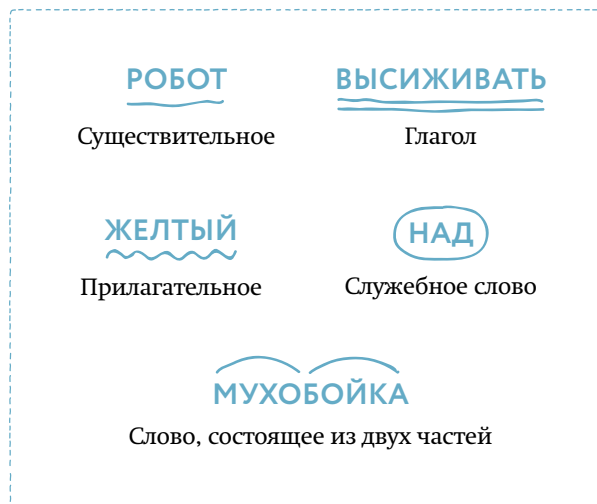 РОБОТ ВЫСИЖИВАТЬ
Существительное Глагол
ЖЕЛТЫЙ НАД
Прилагательное Служебное слово
МУХОБОЙКА
Слово, состоящее из двух частей